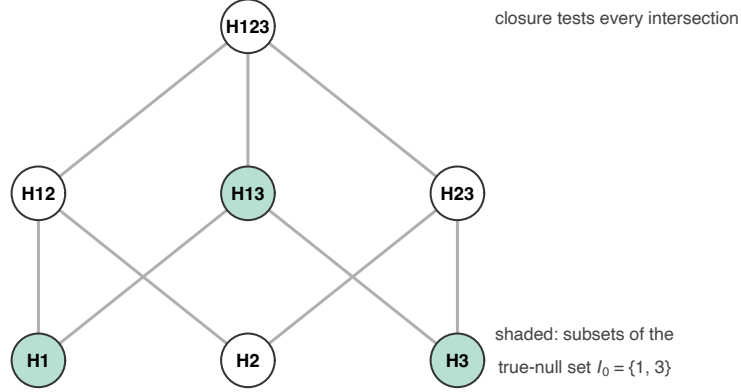 H123
closure tests every intersection
H12
H13
H23
H1
H2
H3
shaded: subsets of the
true-null set I₀ = {1, 3}